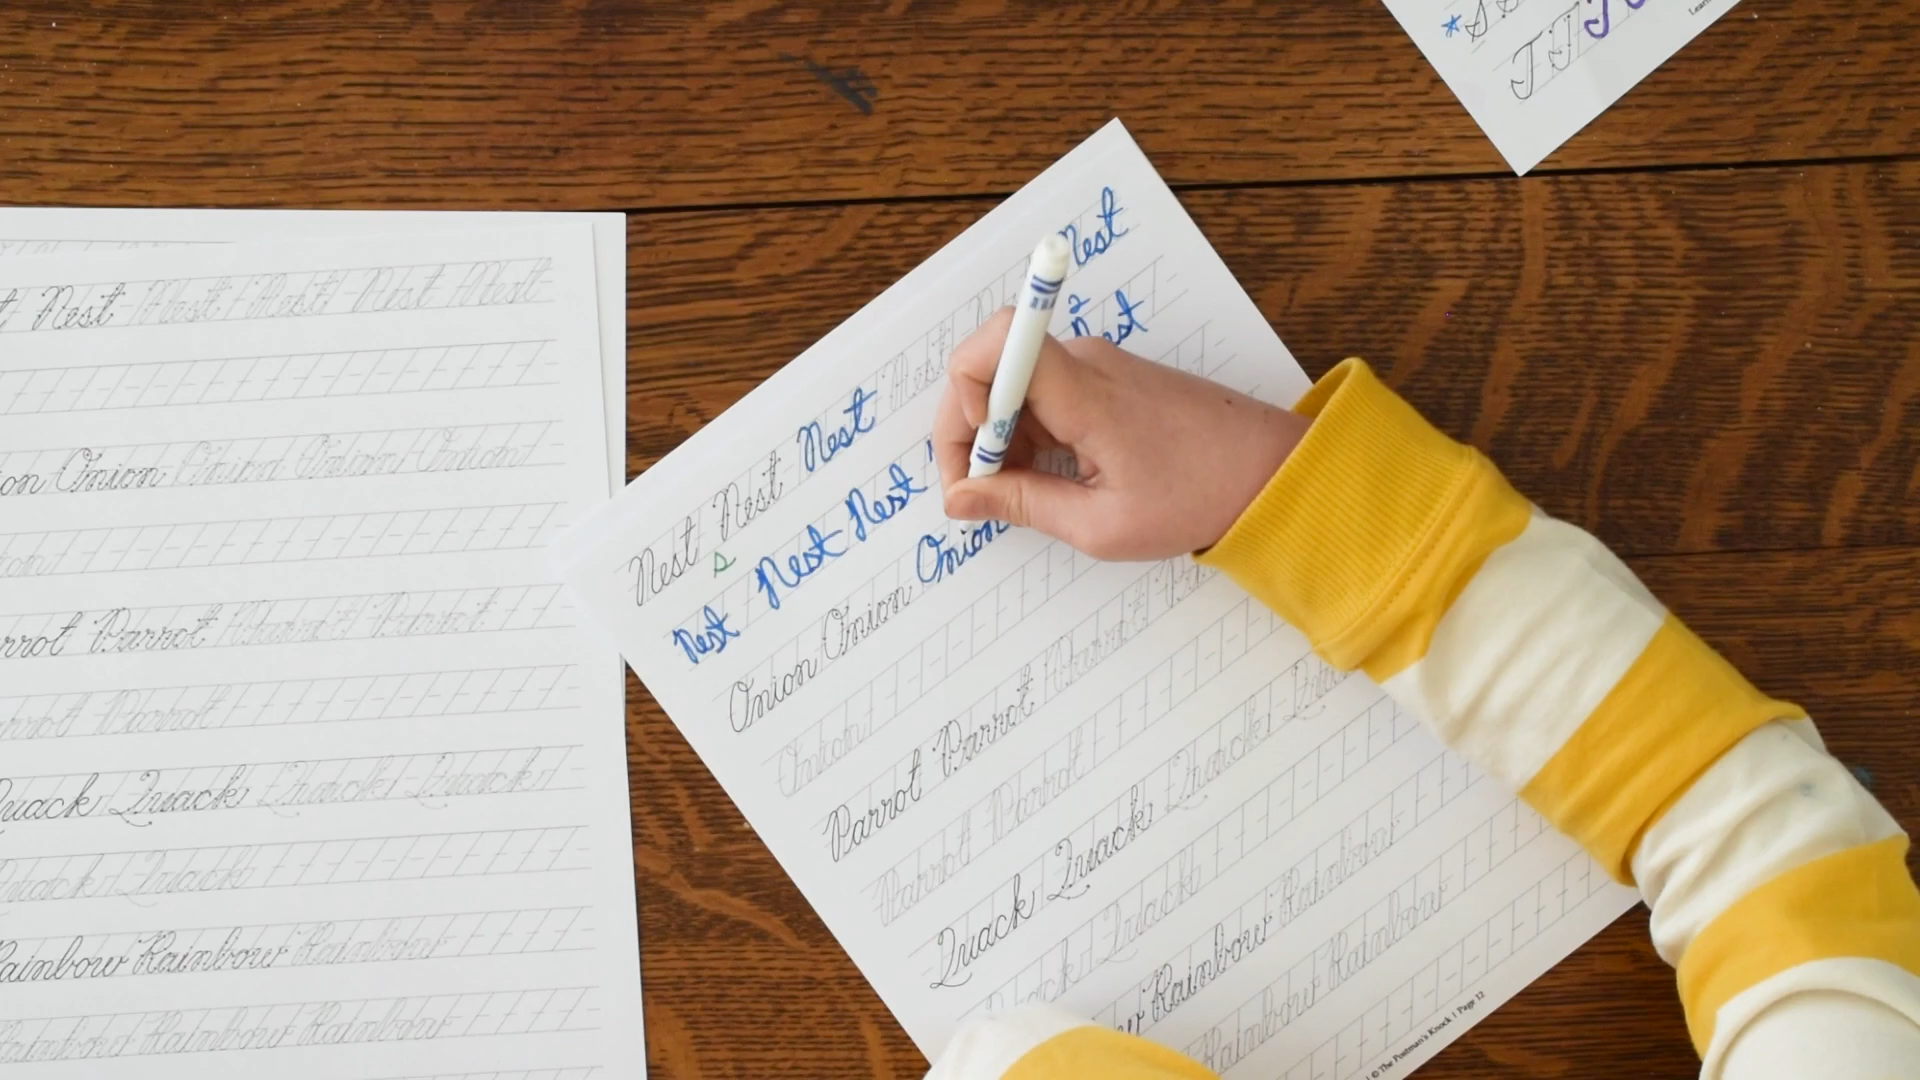 Nest Nest Nest Nest Nest
Onion Onion Onion Onion
Parrot Parrot Parrot
Parrot Parrot
Quack Quack Quack Quack
Quack Quack
Rainbow Rainbow Rainbow
Rainbow Rainbow Rainbow
Nest Nest Nest Nest Nest
s 2
Nest Nest Nest
Onion Onion Onion
Onion
Parrot Parrot Parrot Parrot
Parrot Parrot
Quack Quack Quack Quack
Quack Quack
Rainbow Rainbow
Rainbow Rainbow
© The Postman's Knock | Page 12
T T T